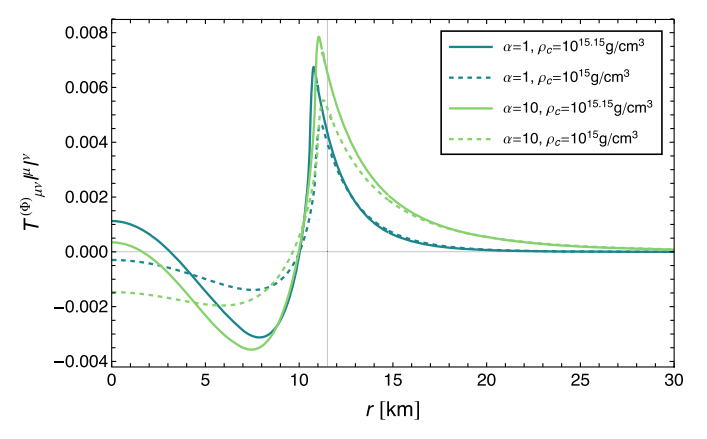 0.008
0.006
0.004
0.002
0.000
−0.002
−0.004
T^(Φ)_μν l^μ l^ν
α=1, ρ_c=10^15.15 g/cm^3
α=1, ρ_c=10^15 g/cm^3
α=10, ρ_c=10^15.15 g/cm^3
α=10, ρ_c=10^15 g/cm^3
0 5 10 15 20 25 30
r [km]